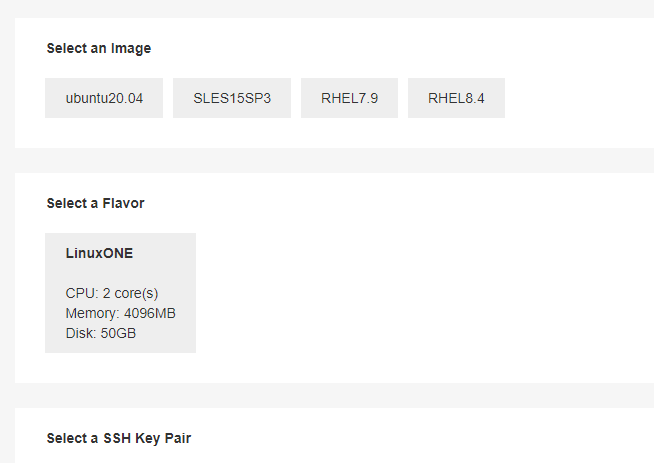 Select an Image
ubuntu20.04 SLES15SP3 RHEL7.9 RHEL8.4
Select a Flavor
LinuxONE
CPU: 2 core(s)
Memory: 4096MB
Disk: 50GB
Select a SSH Key Pair